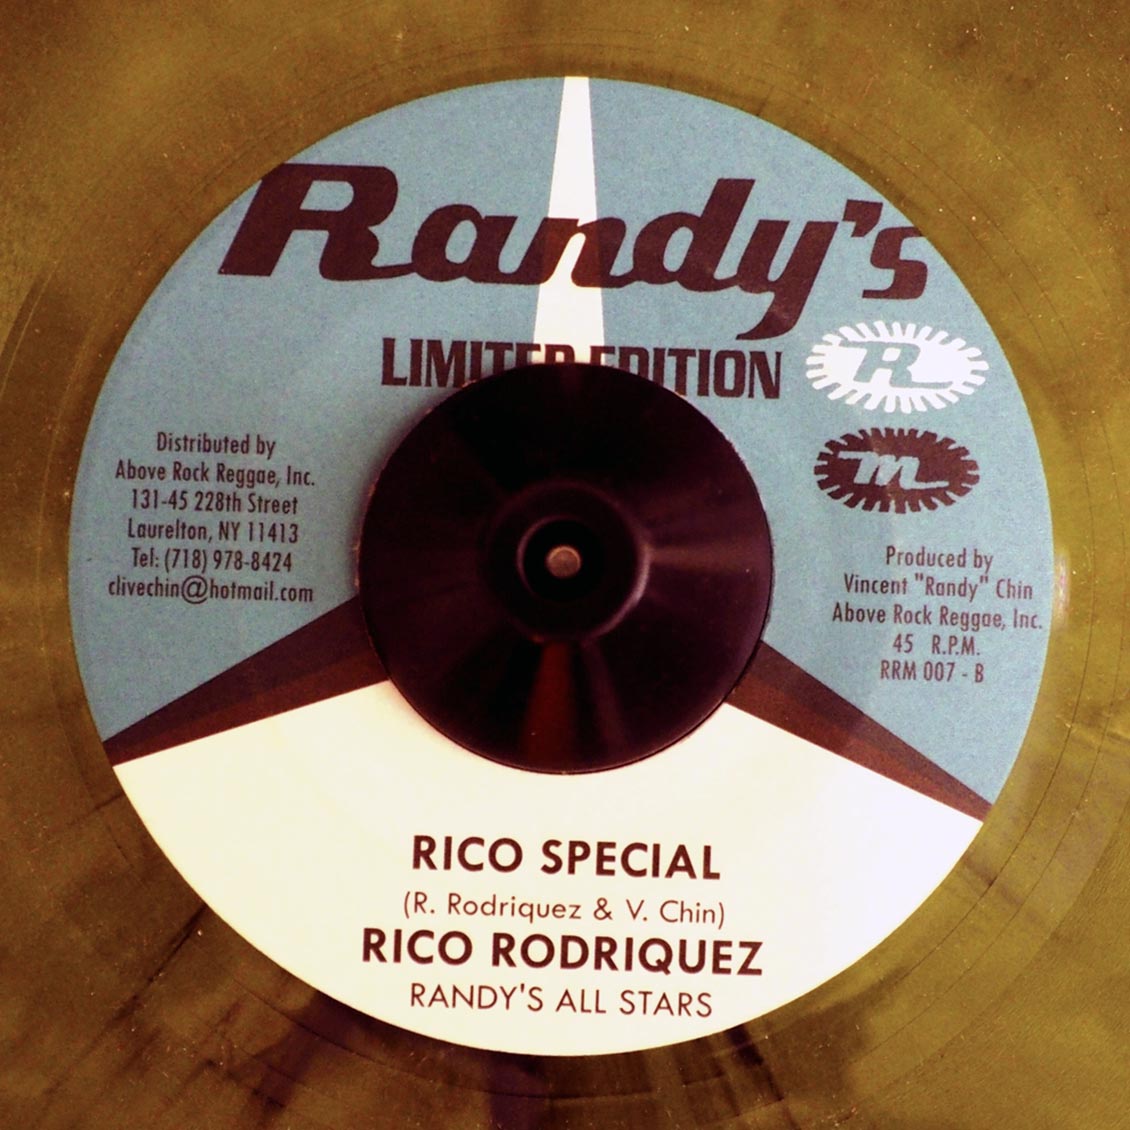 Randy's
LIMITED EDITION
R
M
Distributed by
Above Rock Reggae, Inc.
131-45 228th Street
Laurelton, NY 11413
Tel: (718) 978-8424
clivechin@hotmail.com
Produced by
Vincent "Randy" Chin
Above Rock Reggae, Inc.
45 R.P.M.
RRM 007 - B
RICO SPECIAL
(R. Rodriquez & V. Chin)
RICO RODRIQUEZ
RANDY'S ALL STARS